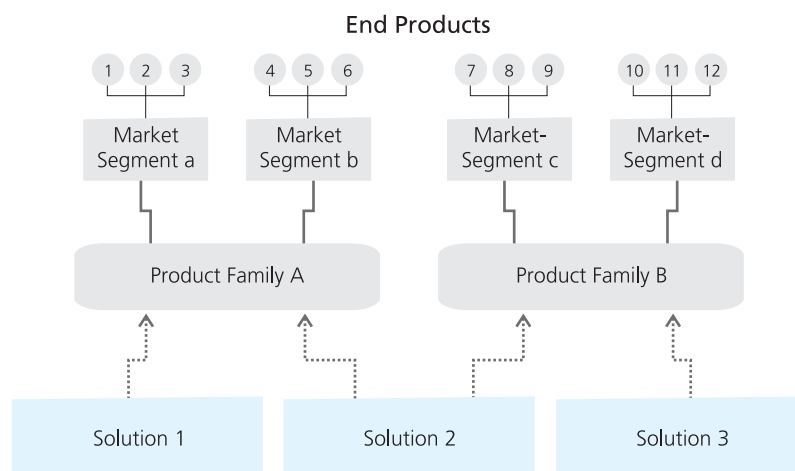 End Products
1 2 3 4 5 6 7 8 9 10 11 12
Market
Segment a
Market
Segment b
Market-
Segment c
Market-
Segment d
Product Family A
Product Family B
Solution 1
Solution 2
Solution 3